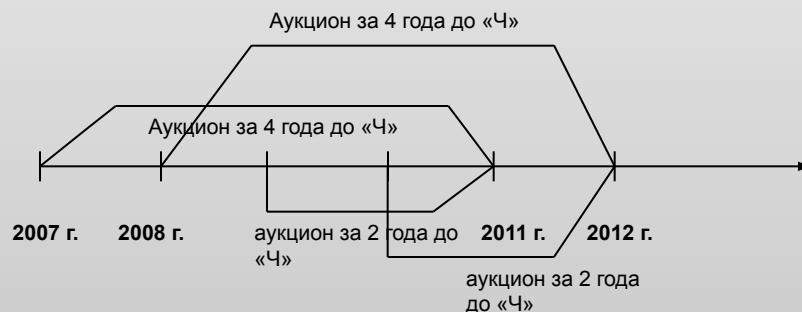 Аукцион за 4 года до «Ч»
Аукцион за 4 года до «Ч»
2007 г.
2008 г.
аукцион за 2 года до
«Ч»
2011 г.
2012 г.
аукцион за 2 года
до «Ч»